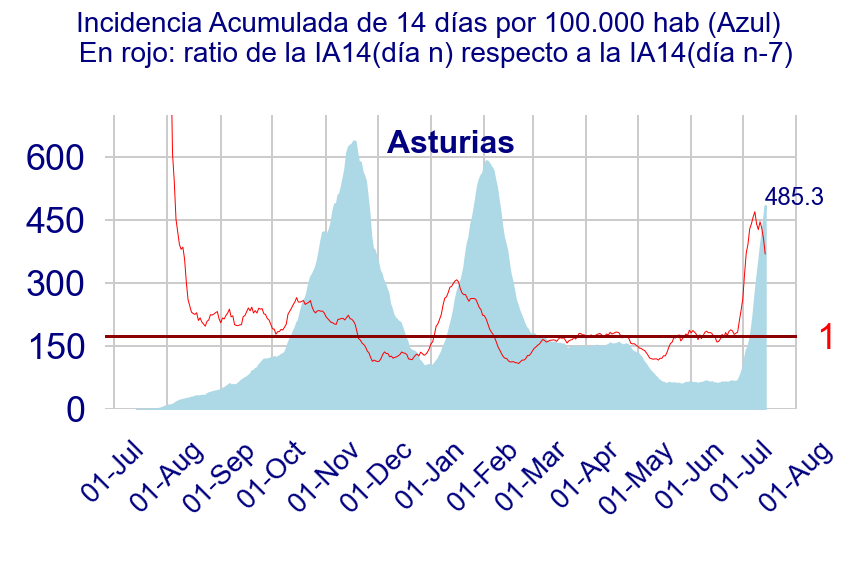 Incidencia Acumulada de 14 días por 100.000 hab (Azul)
En rojo: ratio de la IA14(día n) respecto a la IA14(día n-7)
Asturias
600
485.3
450
300
1
150
0
01-Jul
01-Aug
01-Sep
01-Oct
01-Nov
01-Dec
01-Jan
01-Feb
01-Mar
01-Apr
01-May
01-Jun
01-Jul
01-Aug